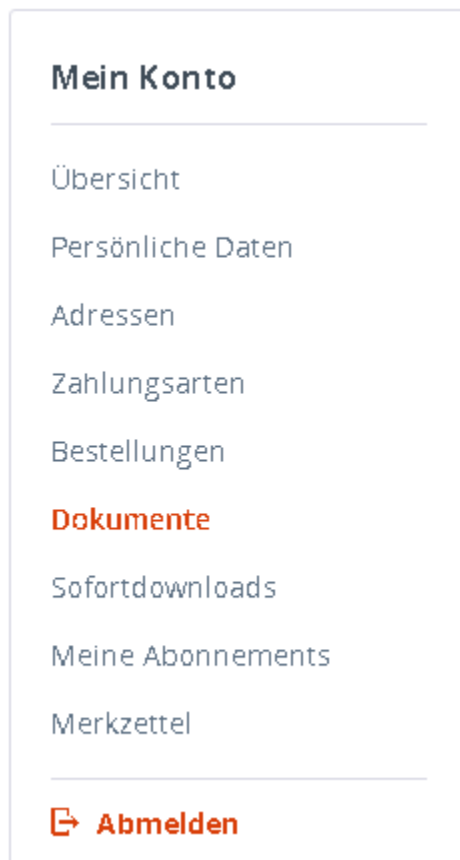 Mein Konto
Übersicht
Persönliche Daten
Adressen
Zahlungsarten
Bestellungen
Dokumente
Sofortdownloads
Meine Abonnements
Merkzettel
Abmelden